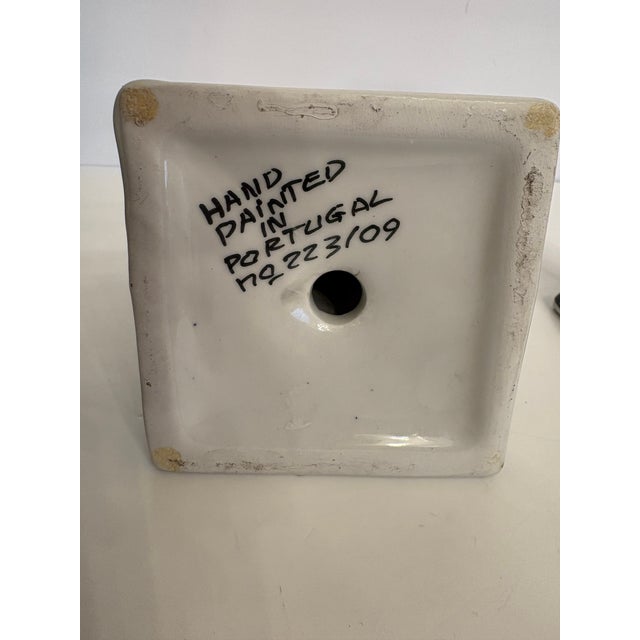 HAND
PAINTED
IN
PORTUGAL
nº 223/09